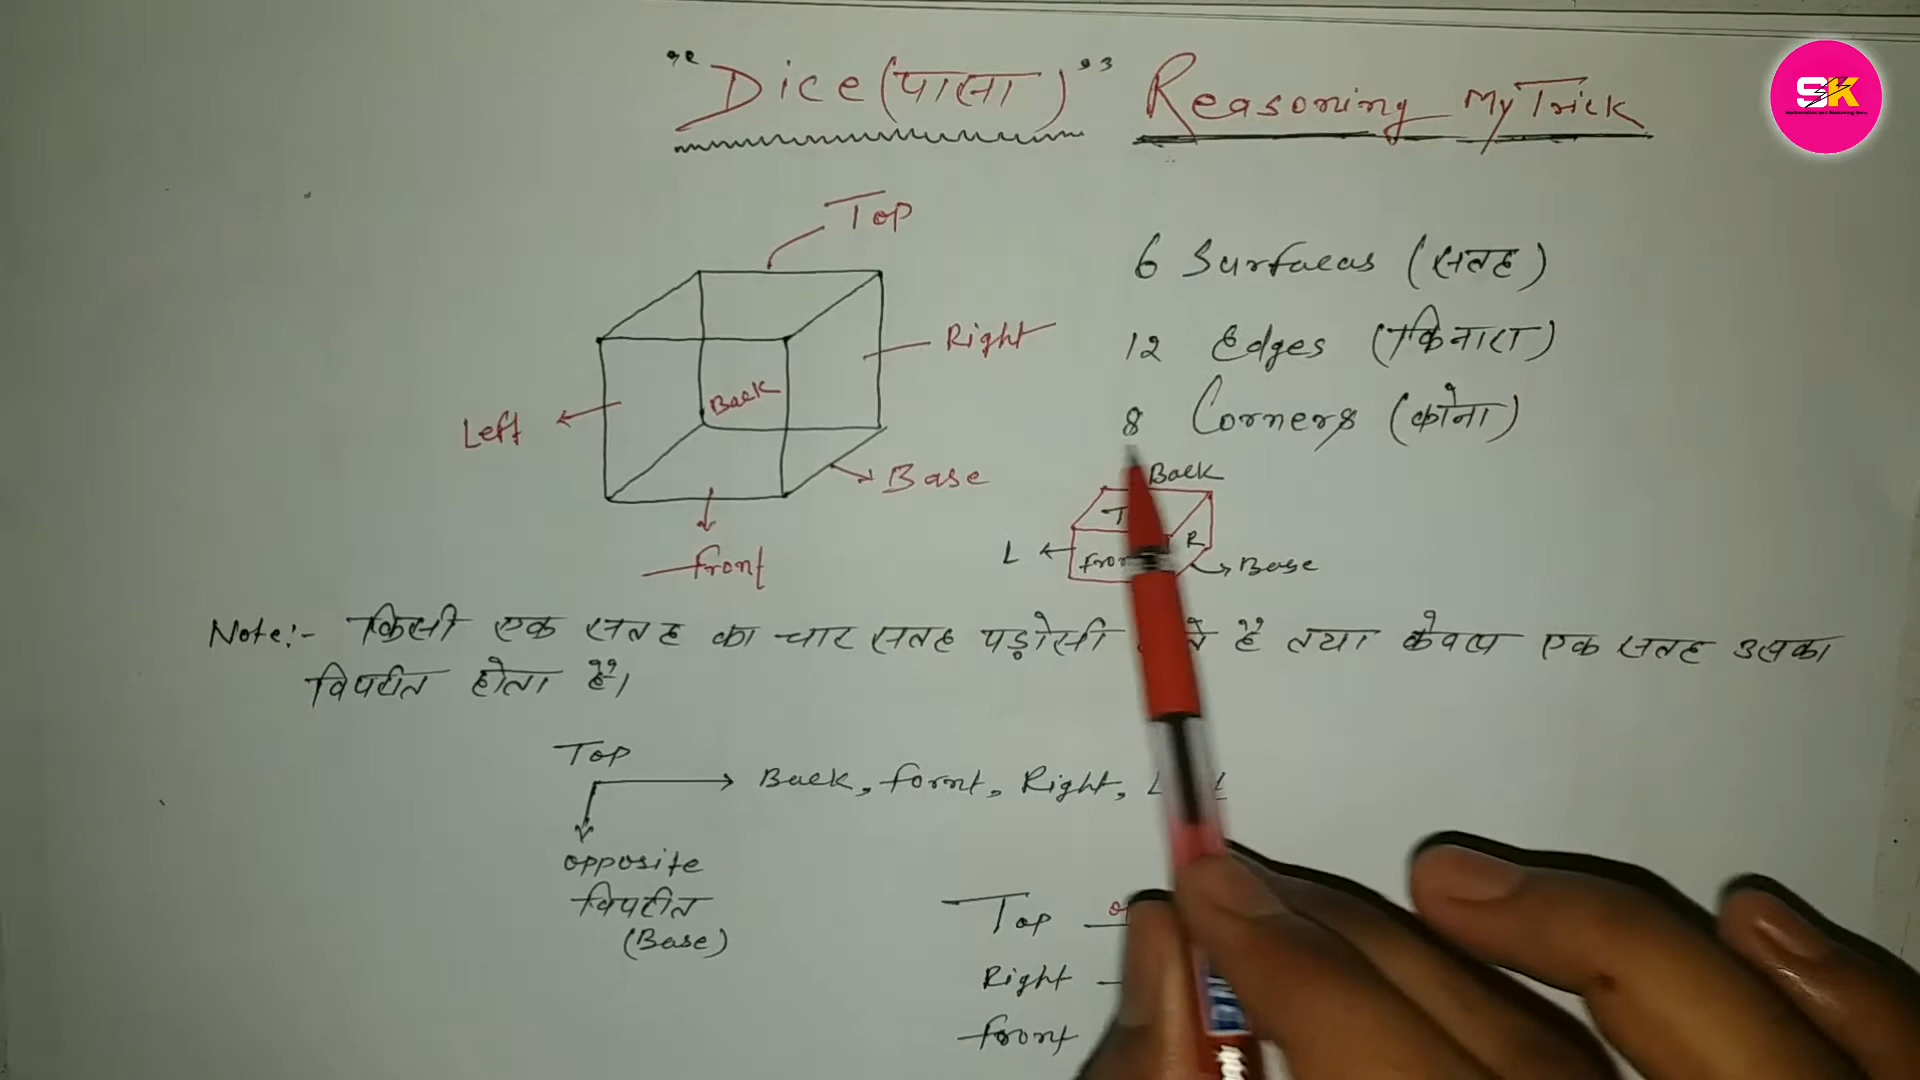 "Dice (पासा)" Reasoning My Trick
SK
Top
Right
Back
Left
Base
front
6 Surfaces (सतह)
12 Edges (किनारा)
8 Corners (कोना)
Back
T
L
R
Base
Note:- किसी एक सतह का चार सतह पड़ोसी है तथा केवल एक सतह उसका
विपरीत होता है।
Top
Back, fornt, Right,
opposite
विपरीत
(Base)
Top
Right
front